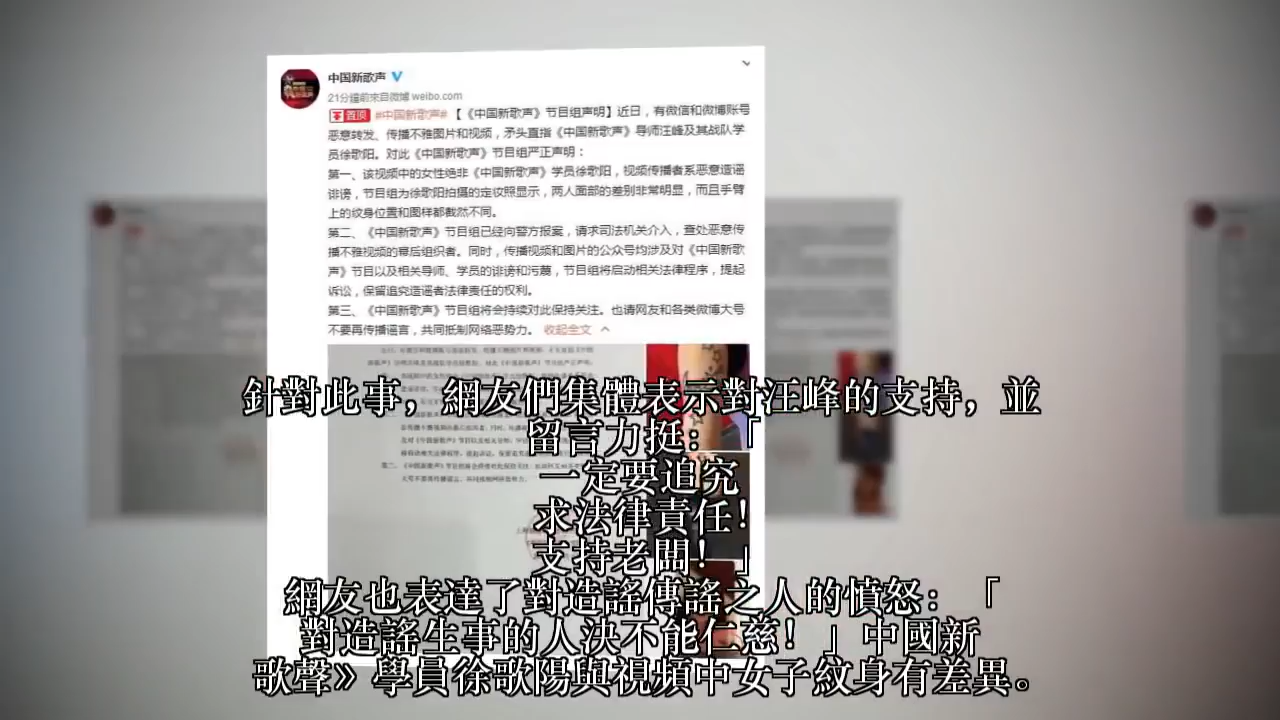 中国新歌声
21分鐘前來自微博 weibo.com
置顶 #中国新歌声#【《中国新歌声》节目组声明】近日，有微信和微博账号
恶意转发、传播不雅图片和视频，矛头直指《中国新歌声》导师汪峰及其战队学
员徐歌阳。对此《中国新歌声》节目组严正声明：
第一、该视频中的女性绝非《中国新歌声》学员徐歌阳，视频传播者系恶意造谣
诽谤，节目组为徐歌阳拍摄的定妆照显示，两人面部的差别非常明显，而且手臂
上的纹身位置和图样都截然不同。
第二、《中国新歌声》节目组已经向警方报案，请求司法机关介入，查处恶意传
播不雅视频的幕后组织者。同时，传播视频和图片的公众号均涉及对《中国新歌
声》节目以及相关导师、学员的诽谤和污蔑，节目组将启动相关法律程序，提起
诉讼，保留追究造谣者法律责任的权利。
第三、《中国新歌声》节目组将会持续对此保持关注。也请网友和各类微博大号
不要再传播谣言，共同抵制网络恶势力。 收起全文
針對此事，網友們集體表示對汪峰的支持，並
留言力挺：「
一定要追究
求法律責任！
支持老闆！」
網友也表達了對造謠傳謠之人的憤怒：「
對造謠生事的人決不能仁慈！」中國新
歌聲》學員徐歌陽與視頻中女子紋身有差異。